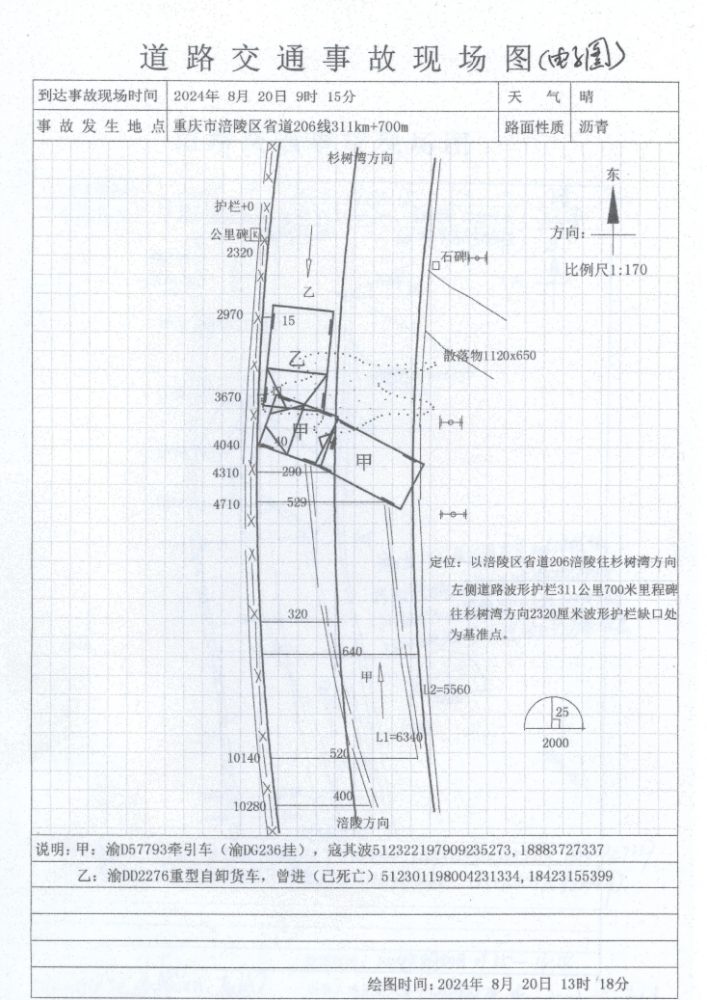 道路交通事故现场图(电子图)
到达事故现场时间 2024年 8月 20日 9时 15分 天 气 晴
事故发生地点 重庆市涪陵区省道206线311km+700m 路面性质 沥青
杉树湾方向
东
护栏+0
公里碑 K
方向:
2320
石碑
比例尺1:170
乙
2970
15
乙
散落物1120x650
3670
甲
4040
40
甲
4310
290
4710
529
定位: 以涪陵区省道206涪陵往杉树湾方向
左侧道路波形护栏311公里700米里程碑
往杉树湾方向2320厘米波形护栏缺口处
为基准点。
320
640
甲
L2=5560
25
L1=6340
2000
10140
520
400
10280
涪陵方向
说明: 甲: 渝D57793牵引车（渝DG236挂）, 寇其波512322197909235273, 18883727337
乙: 渝DD2276重型自卸货车, 曾进（已死亡）512301198004231334, 18423155399
绘图时间: 2024年 8月 20日 13时 18分